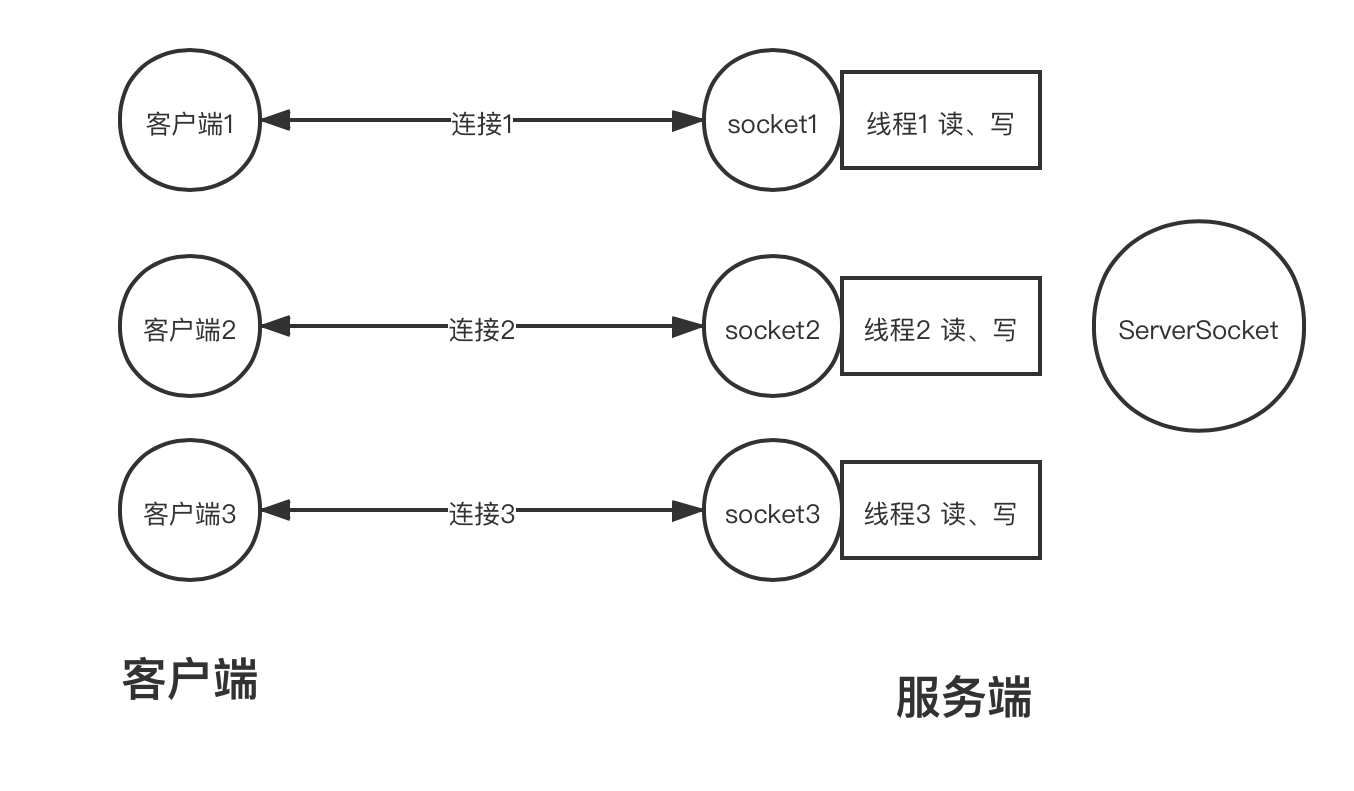 客户端1
连接1
socket1
线程1 读、写
客户端2
连接2
socket2
线程2 读、写
ServerSocket
客户端3
连接3
socket3
线程3 读、写
客户端
服务端